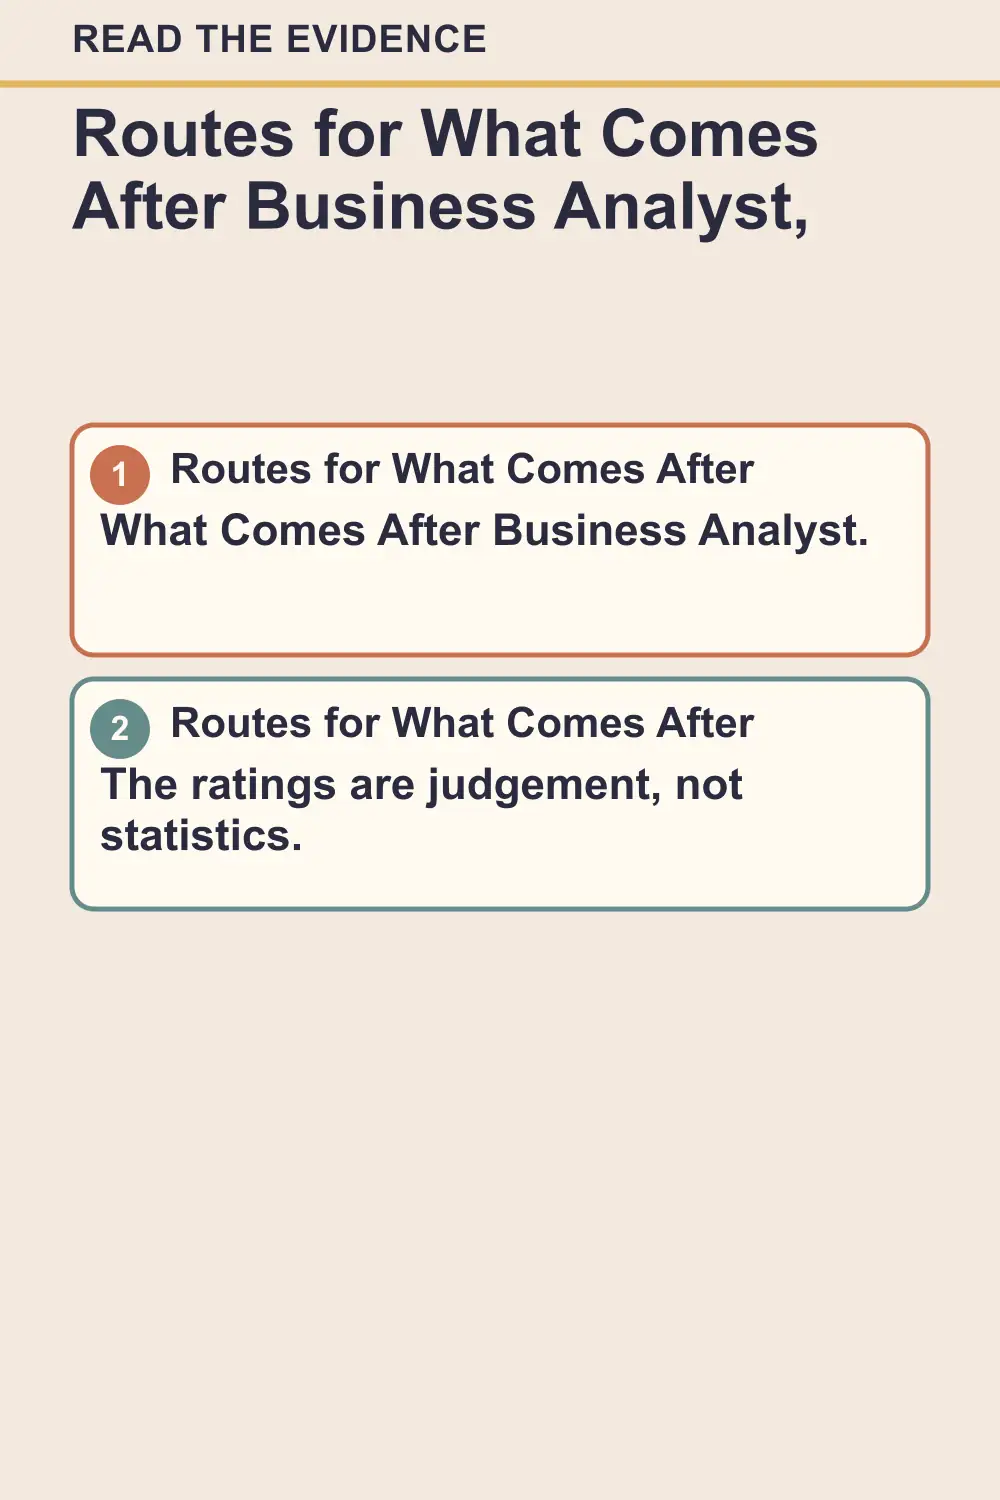 READ THE EVIDENCE
Routes for What Comes
After Business Analyst,
1
Routes for What Comes After
What Comes After Business Analyst.
2
Routes for What Comes After
The ratings are judgement, not
statistics.